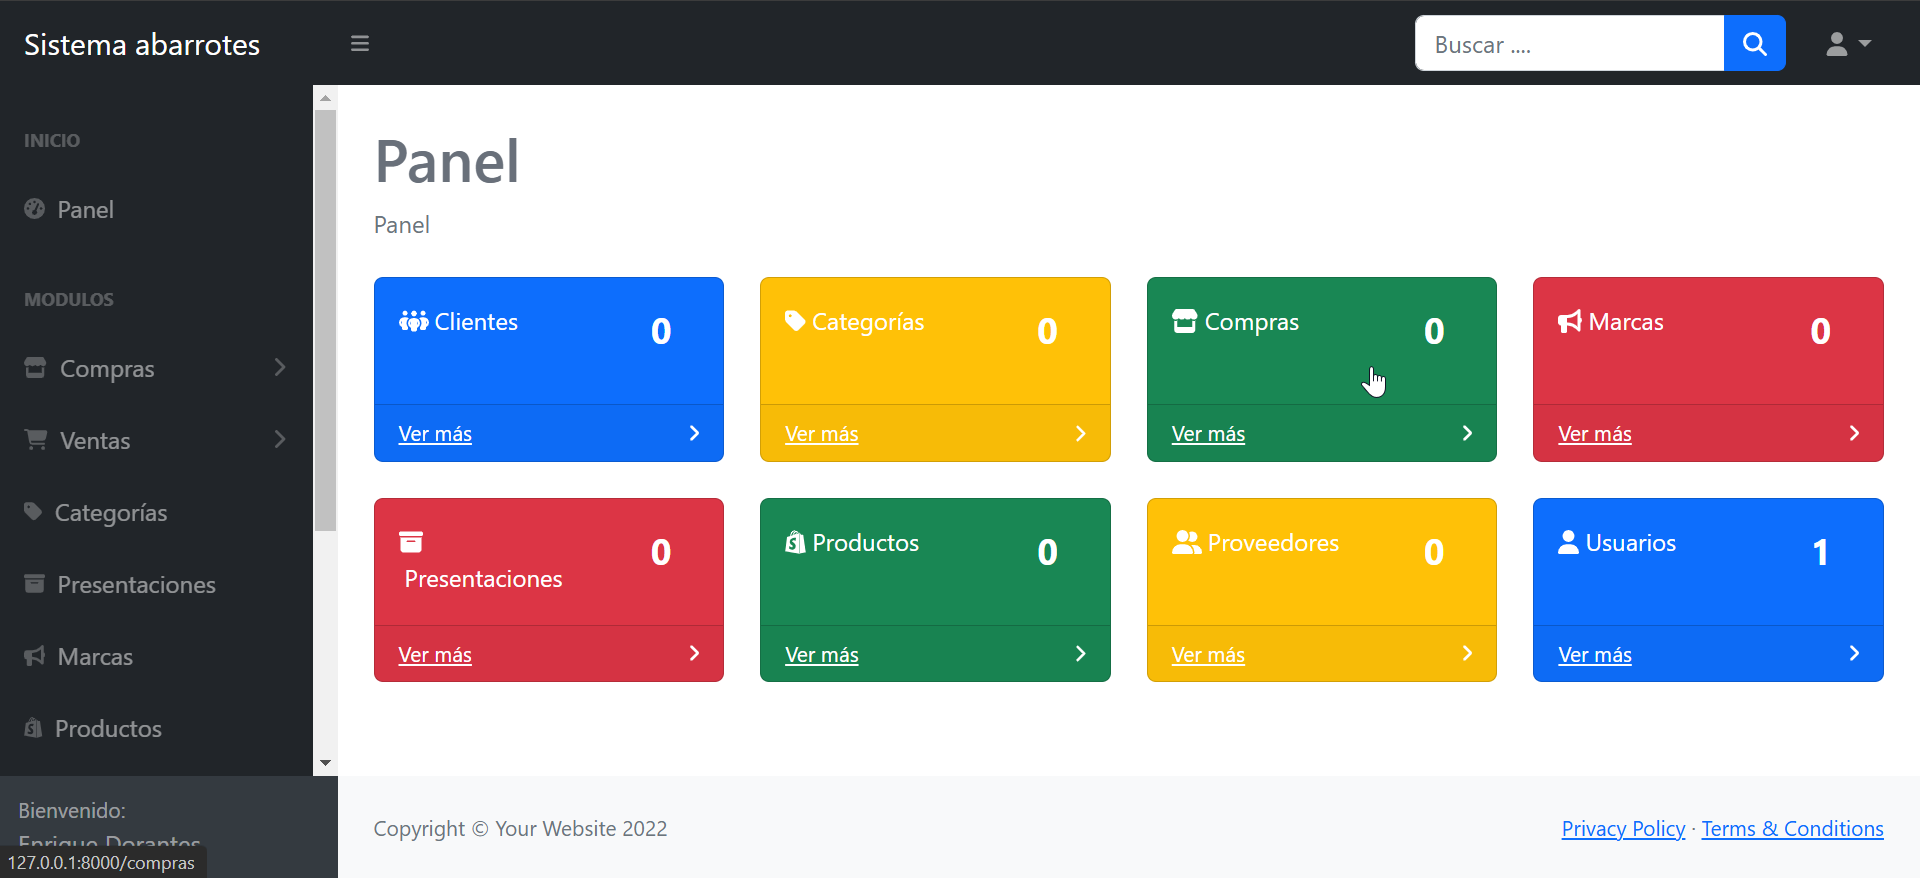 Sistema abarrotes
Buscar ....
INICIO
Panel
MODULOS
Compras
Ventas
Categorías
Presentaciones
Marcas
Productos
Bienvenido:
Enrique Dorantes
127.0.0.1:8000/compras
Panel
Panel
Clientes 0
Ver más
Categorías 0
Ver más
Compras 0
Ver más
Marcas 0
Ver más
Presentaciones 0
Ver más
Productos 0
Ver más
Proveedores 0
Ver más
Usuarios 1
Ver más
Copyright © Your Website 2022
Privacy Policy · Terms & Conditions